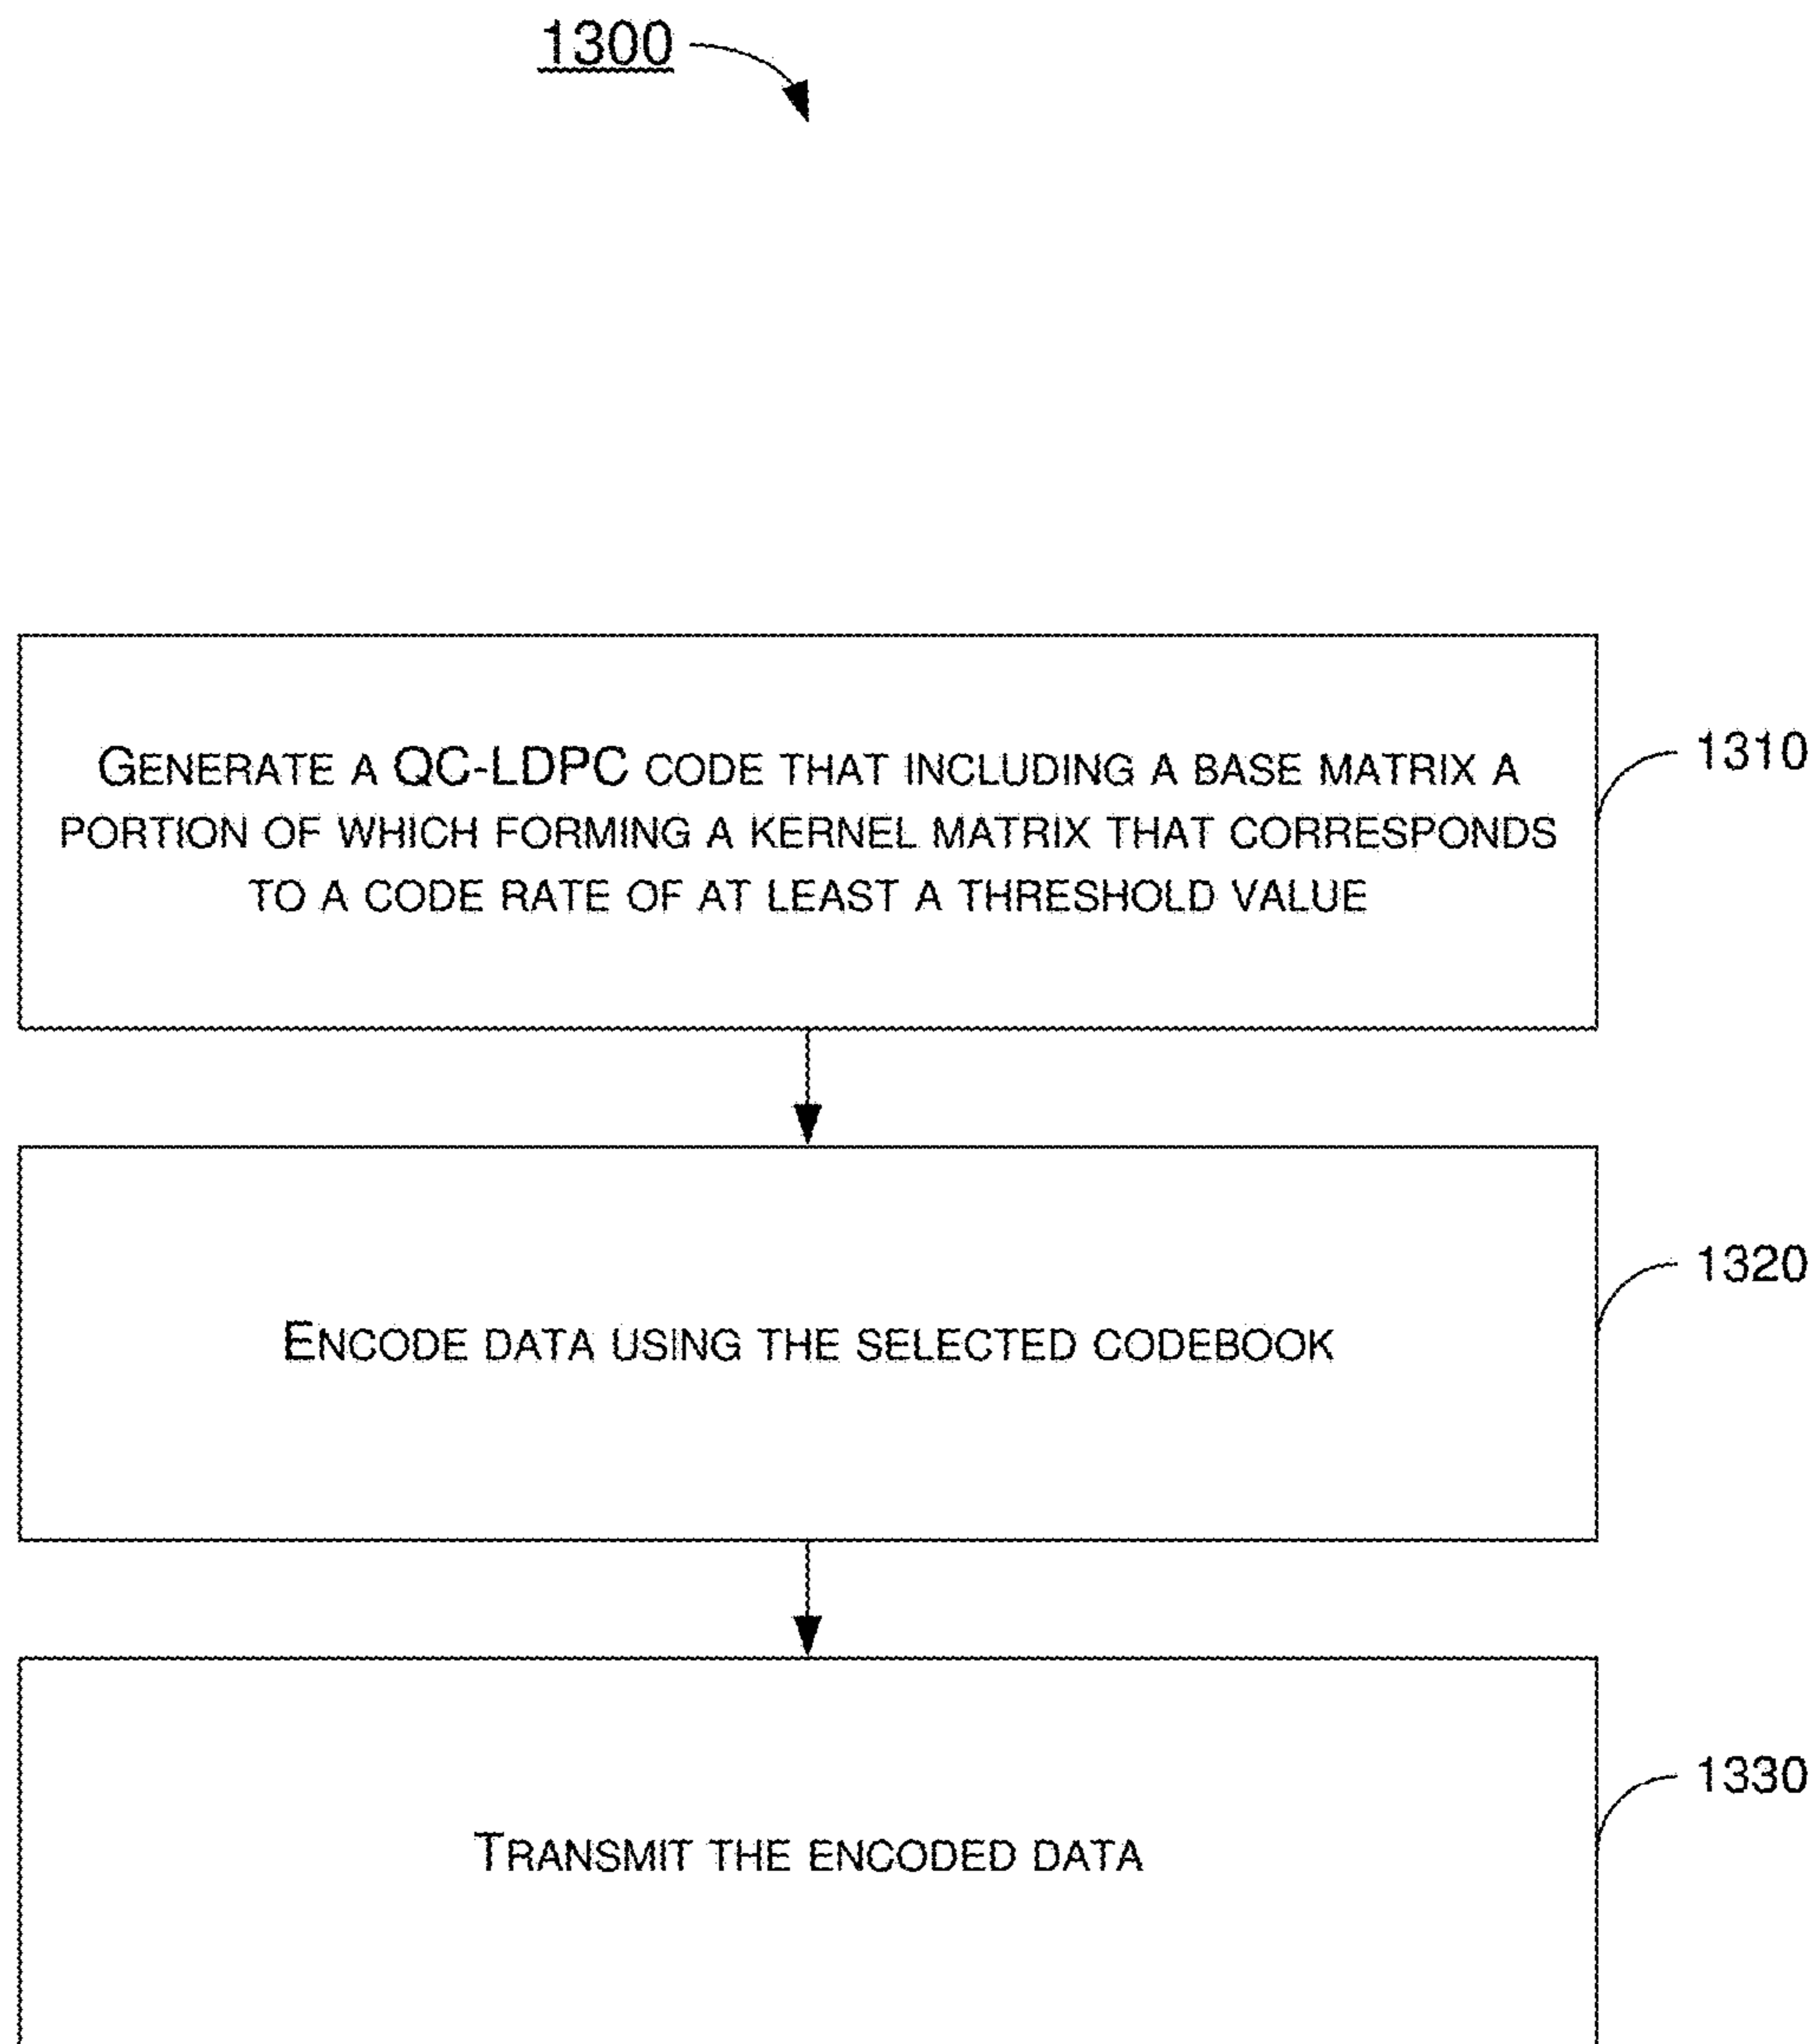 1300
GENERATE A QC-LDPC CODE THAT INCLUDING A BASE MATRIX A
PORTION OF WHICH FORMING A KERNEL MATRIX THAT CORRESPONDS
TO A CODE RATE OF AT LEAST A THRESHOLD VALUE
1310
ENCODE DATA USING THE SELECTED CODEBOOK
1320
TRANSMIT THE ENCODED DATA
1330